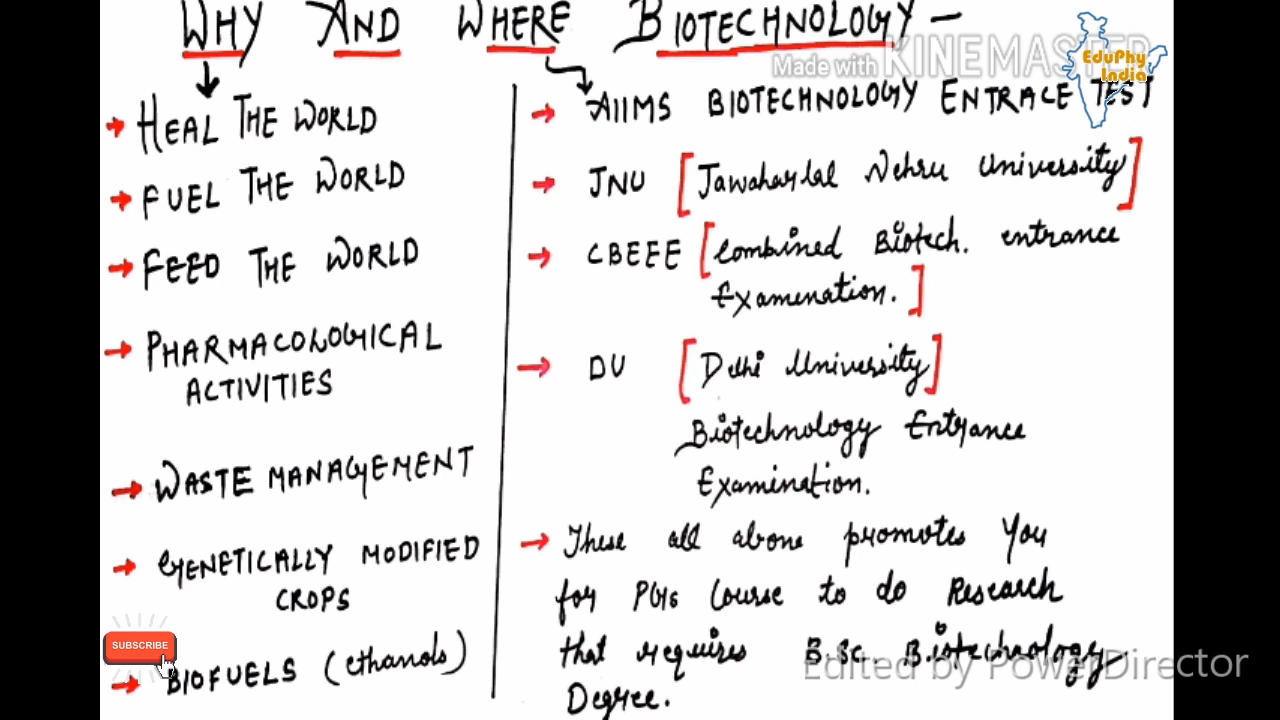 WHY AND WHERE BIOTECHNOLOGY -
Made with KINEMASTER
EduPhy
India
→ HEAL THE WORLD
→ FUEL THE WORLD
→ FEED THE WORLD
→ PHARMACOLOGICAL
ACTIVITIES
→ WASTE MANAGEMENT
→ GENETICALLY MODIFIED
CROPS
→ BIOFUELS (ethanols)
SUBSCRIBE
→ AIIMS BIOTECHNOLOGY ENTRACE TEST
→ JNU [Jawaharlal Nehru University]
→ CBEEE [Combined Biotech. entrance
Examenation.]
→ DU [Delhi University]
Biotechnology Entrance
Examination.
→ These all above promotes You
for PGs Course to do Research
that requires B.Sc. Biotechnology
Degree.
Edited by PowerDirector